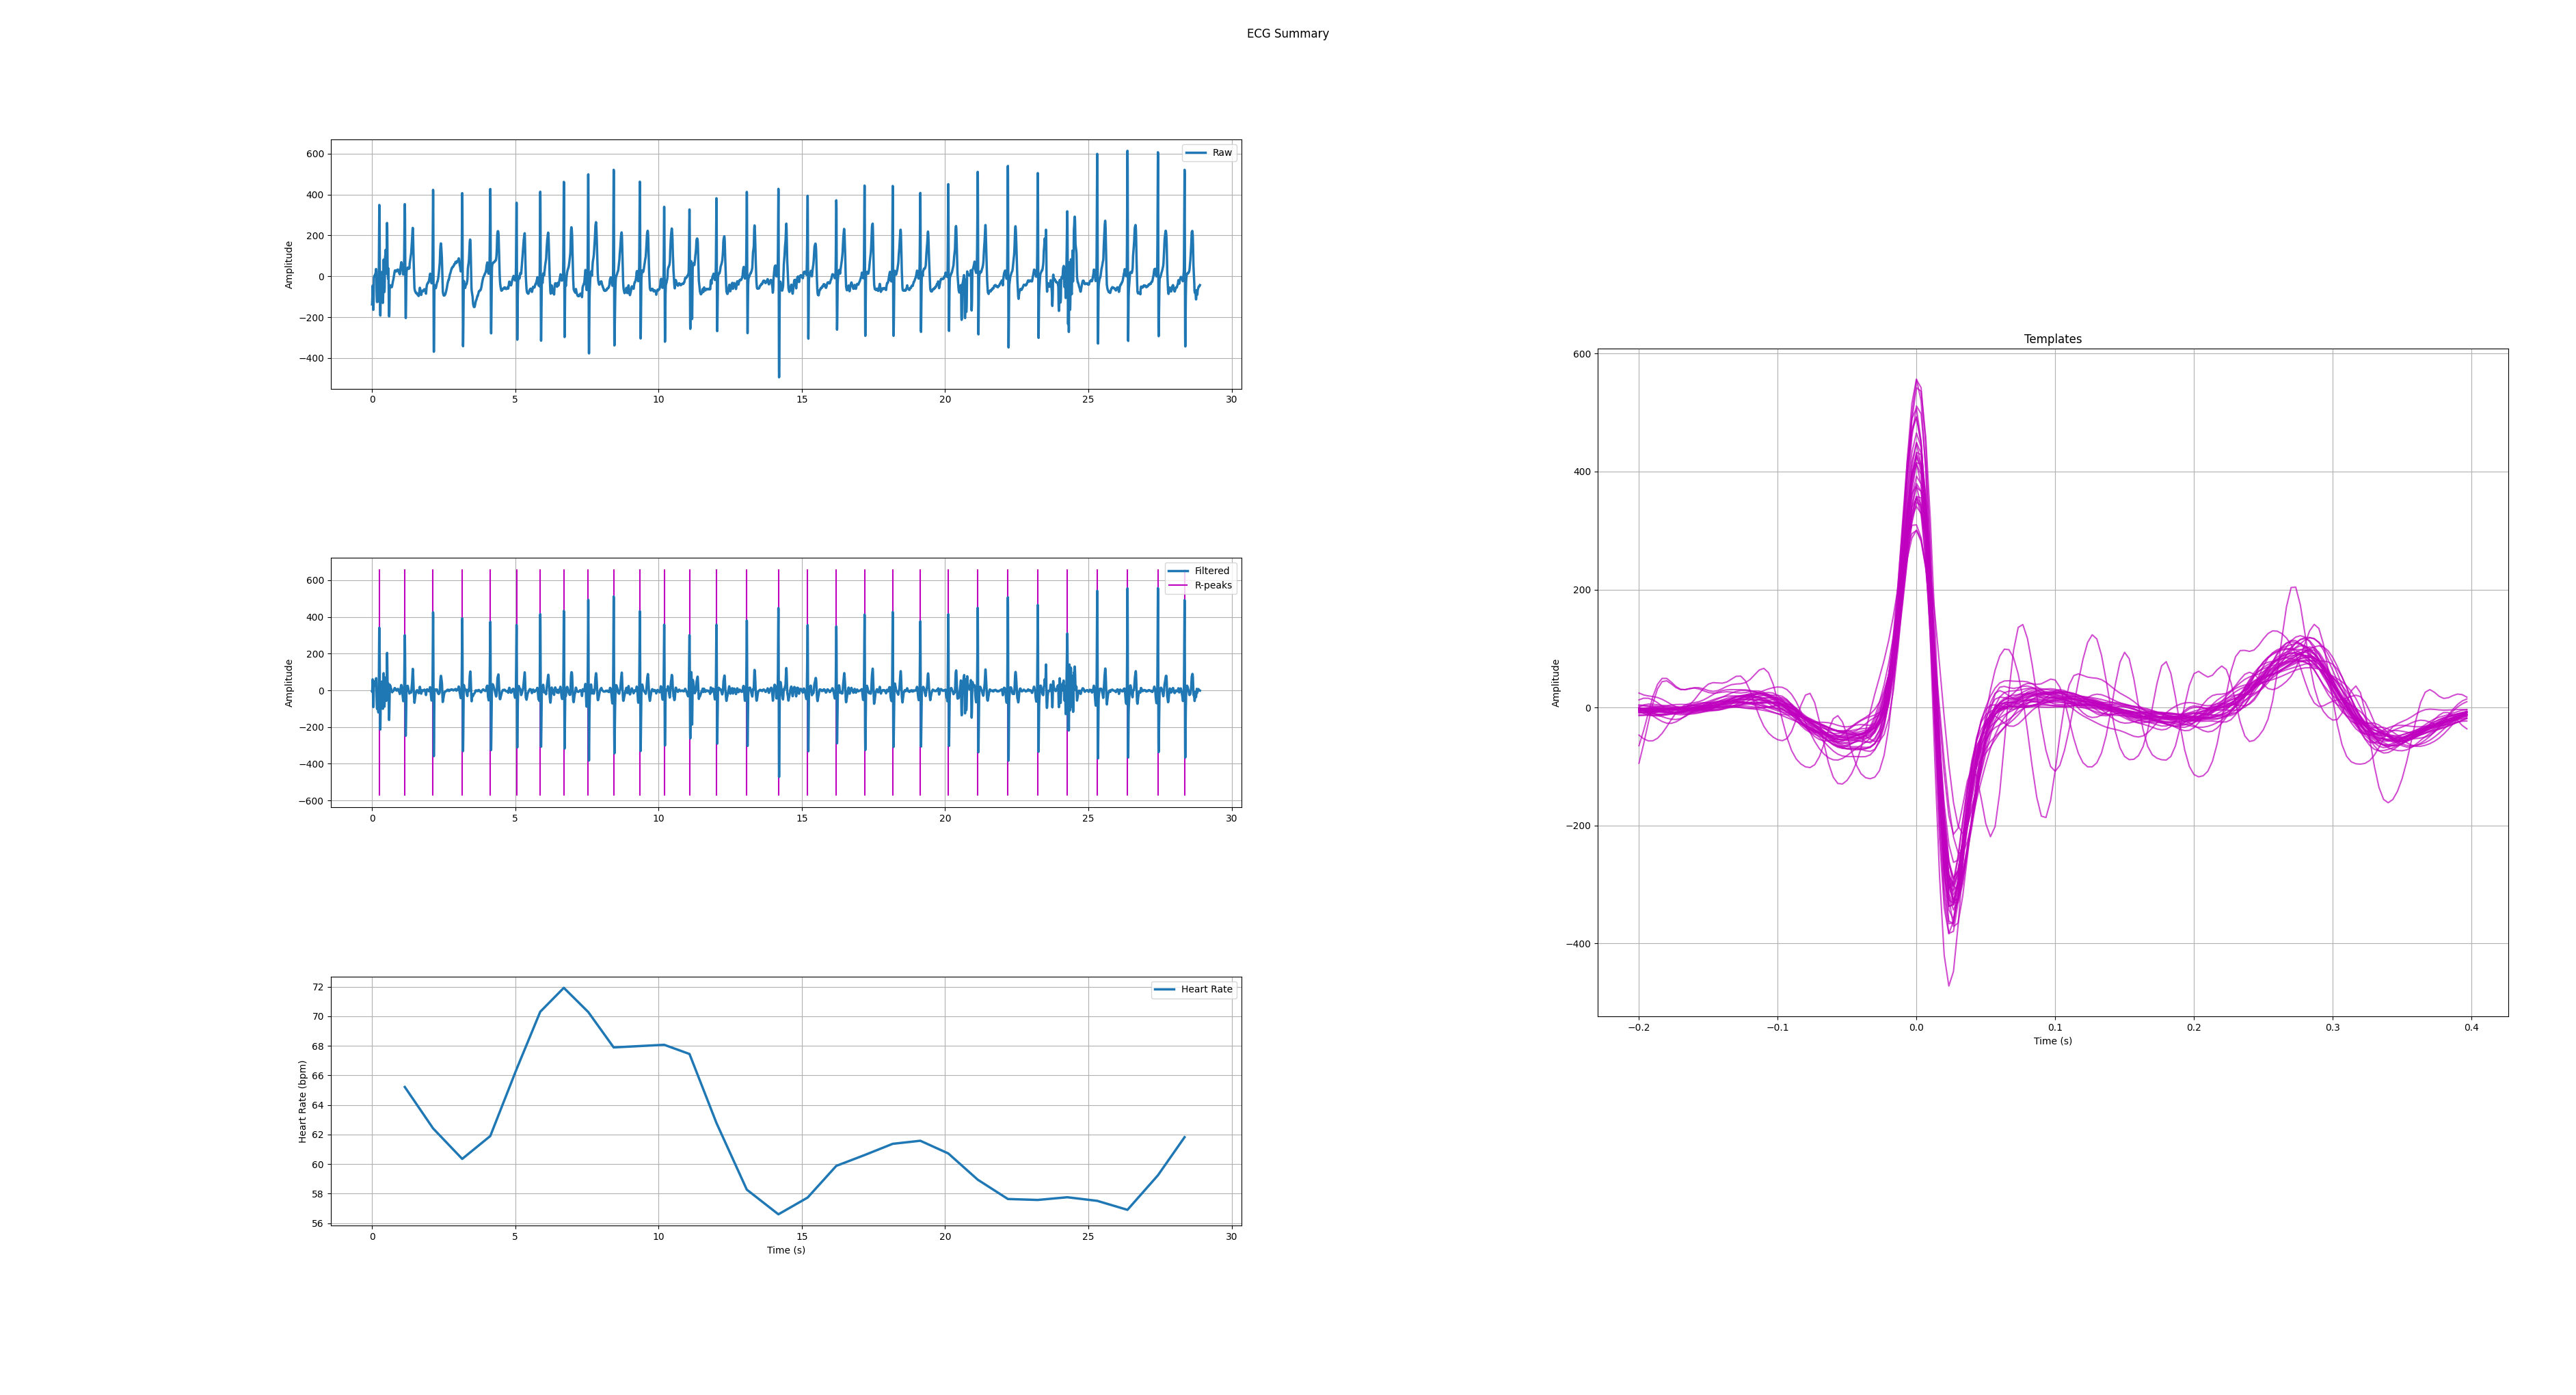 ECG Summary
600
400
200
0
−200
−400
Amplitude
Raw
0 5 10 15 20 25 30
600
400
200
0
−200
−400
−600
Amplitude
Filtered
R-peaks
0 5 10 15 20 25 30
72
70
68
66
64
62
60
58
56
Heart Rate (bpm)
Heart Rate
0 5 10 15 20 25 30
Time (s)
Templates
600
400
200
0
−200
−400
Amplitude
−0.2 −0.1 0.0 0.1 0.2 0.3 0.4
Time (s)